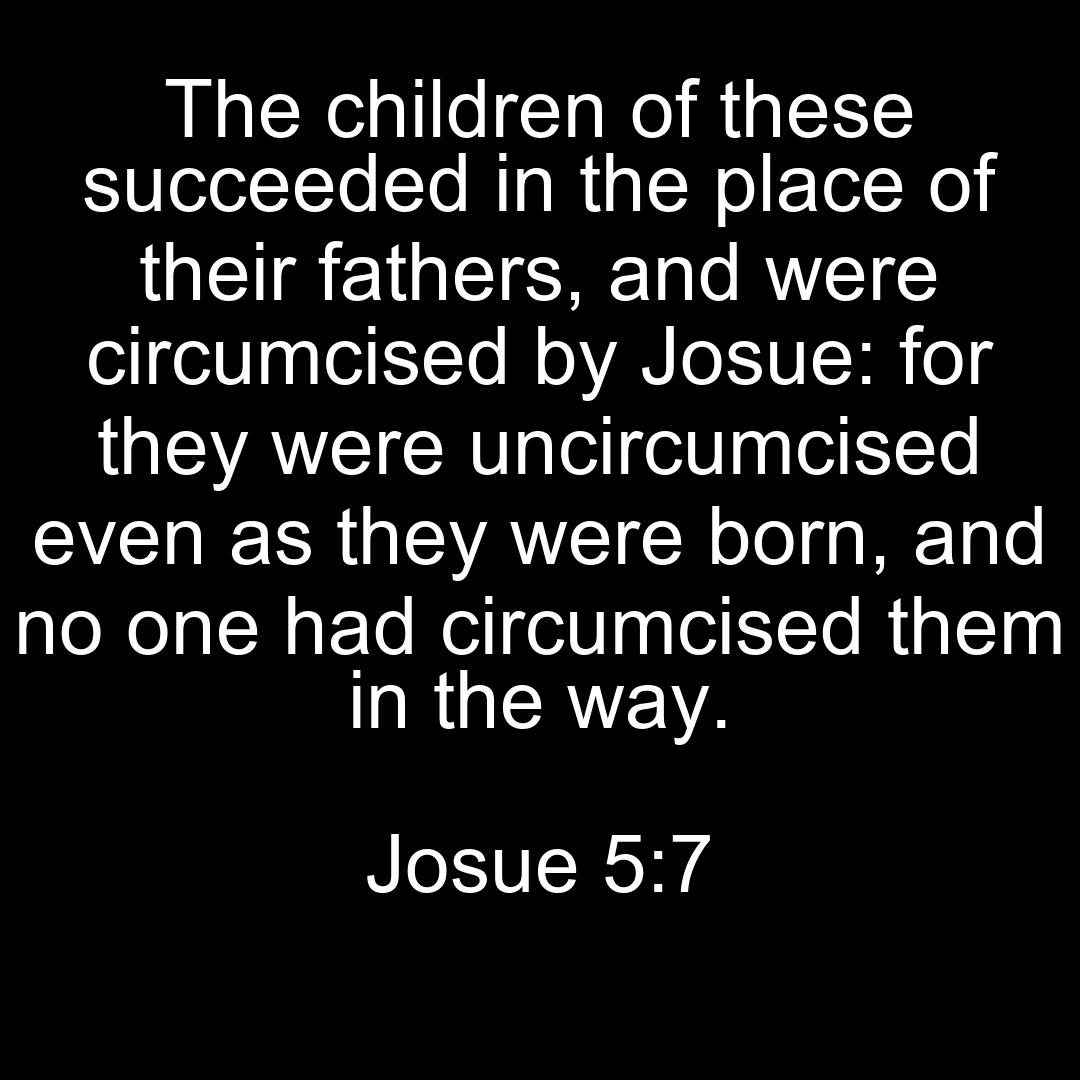 The children of these
succeeded in the place of
their fathers, and were
circumcised by Josue: for
they were uncircumcised
even as they were born, and
no one had circumcised them
in the way.
Josue 5:7